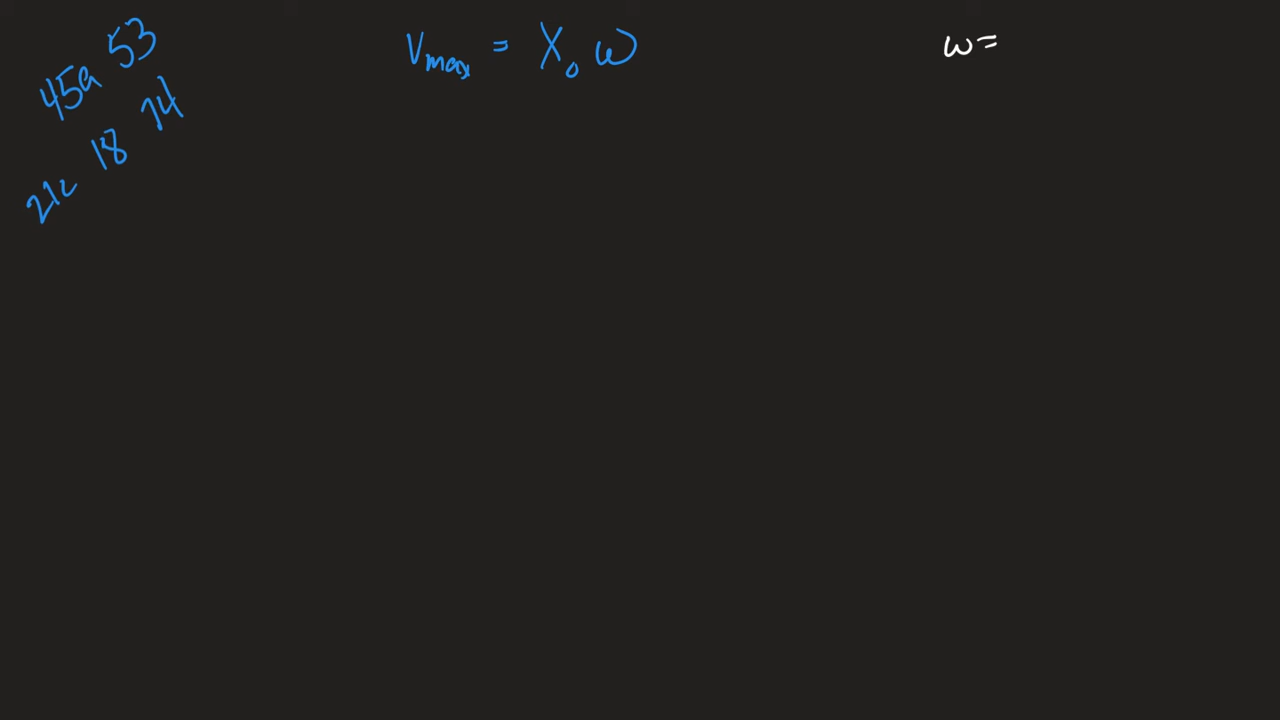 45a 53
21c 18 74
Vmax = X₀ ω
ω =